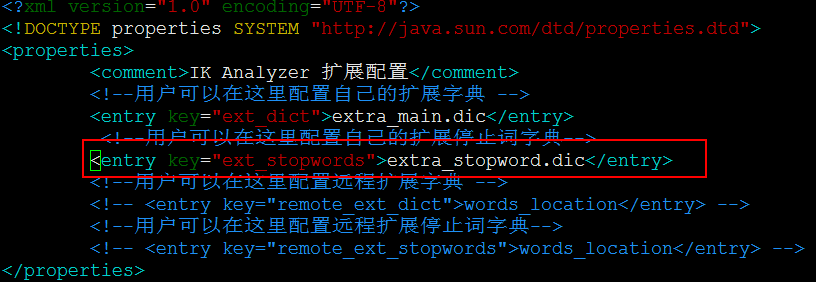 <?xml version="1.0" encoding="UTF-8"?>
<!DOCTYPE properties SYSTEM "http://java.sun.com/dtd/properties.dtd">
<properties>
        <comment>IK Analyzer 扩展配置</comment>
        <!--用户可以在这里配置自己的扩展字典 -->
        <entry key="ext_dict">extra_main.dic</entry>
         <!--用户可以在这里配置自己的扩展停止词字典-->
        <entry key="ext_stopwords">extra_stopword.dic</entry>
        <!--用户可以在这里配置远程扩展字典 -->
        <!-- <entry key="remote_ext_dict">words_location</entry> -->
        <!--用户可以在这里配置远程扩展停止词字典-->
        <!-- <entry key="remote_ext_stopwords">words_location</entry> -->
</properties>